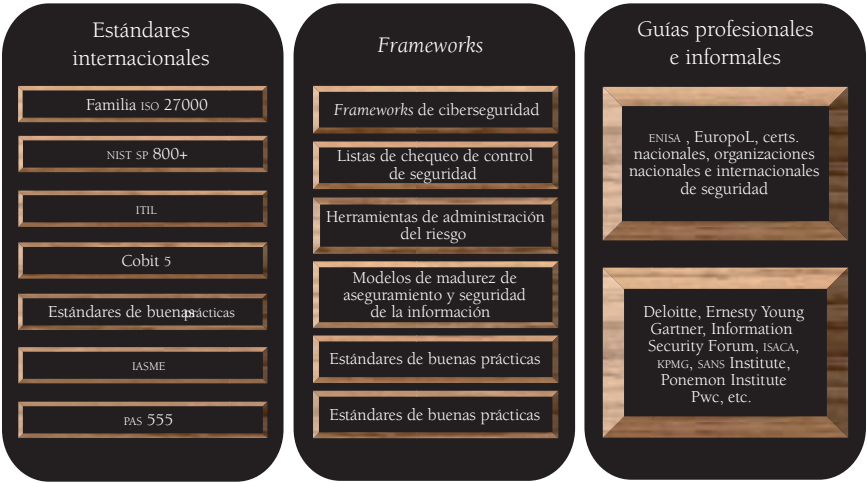 Estándares
internacionales
Familia ISO 27000
NIST SP 800+
ITIL
Cobit 5
Estándares de buenas prácticas
IASME
PAS 555
Frameworks
Frameworks de ciberseguridad
Listas de chequeo de control
de seguridad
Herramientas de administración
del riesgo
Modelos de madurez de
aseguramiento y seguridad
de la información
Estándares de buenas prácticas
Estándares de buenas prácticas
Guías profesionales
e informales
ENISA , EuropoL, certs.
nacionales, organizaciones
nacionales e internacionales
de seguridad
Deloitte, Ernesty Young
Gartner, Information
Security Forum, ISACA,
KPMG, SANS Institute,
Ponemon Institute
Pwc, etc.